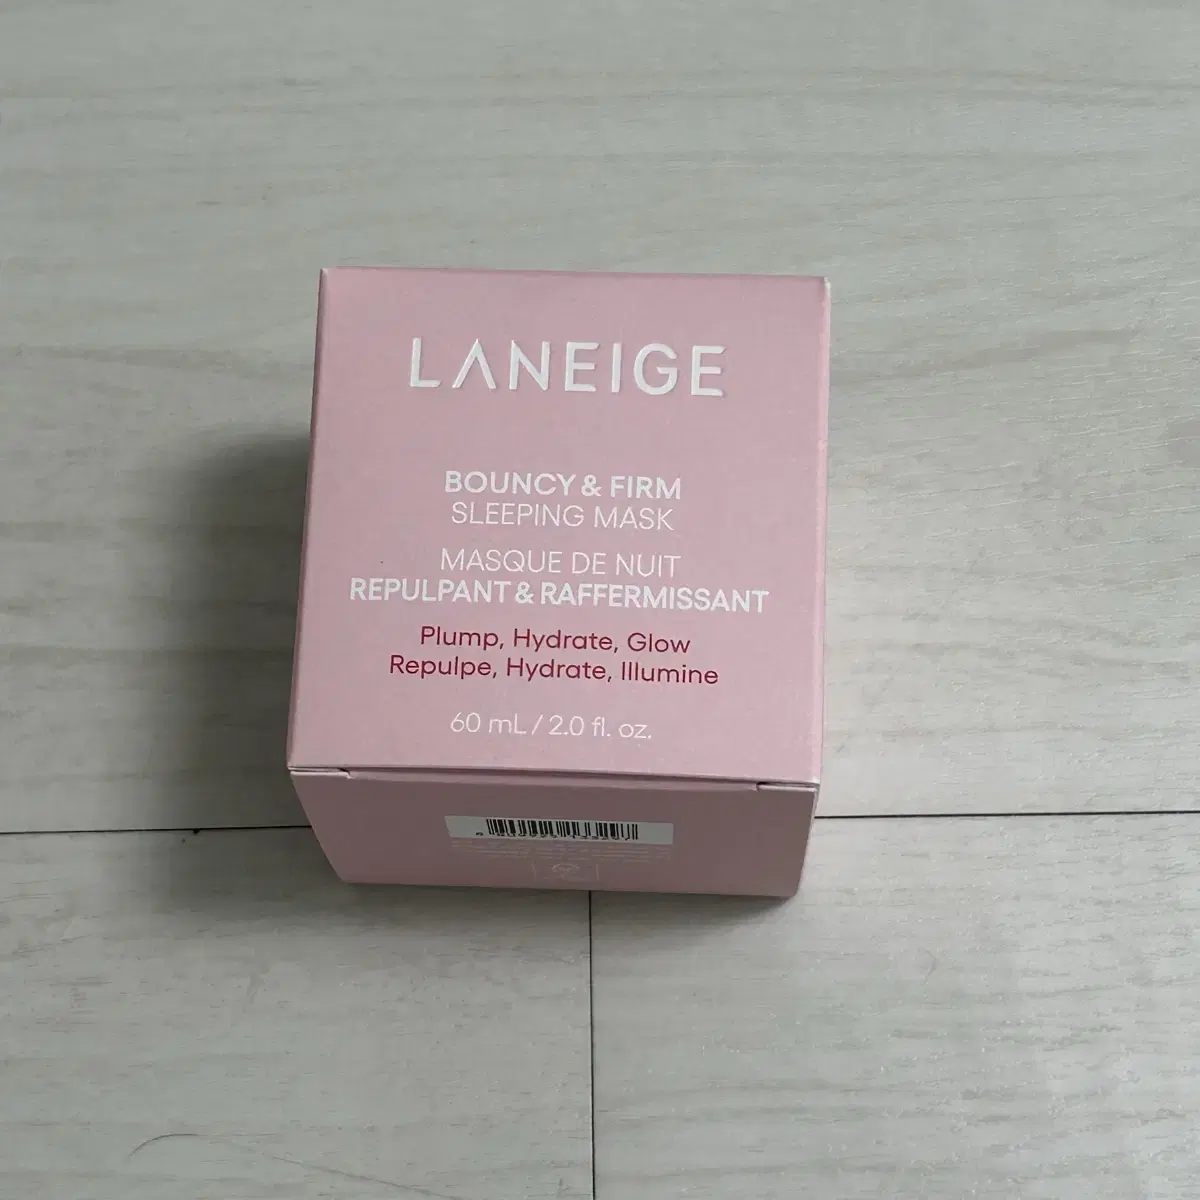 LANEIGE
BOUNCY & FIRM
SLEEPING MASK
MASQUE DE NUIT
REPULPANT & RAFFERMISSANT
Plump, Hydrate, Glow
Repulpe, Hydrate, Illumine
60 mL / 2.0 fl. oz.